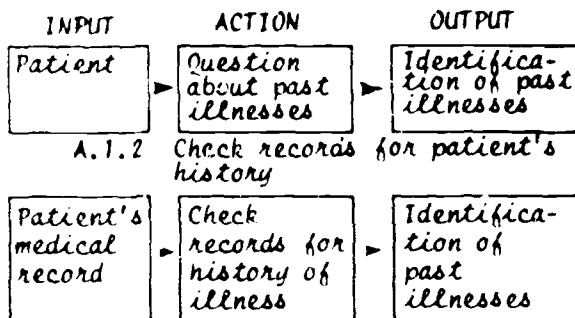 INPUT ACTION OUTPUT
Patient
Question
about past
illnesses
Identifica-
tion of past
illnesses
A.1.2 Check records for patient's
history
Patient's
medical
record
Check
records for
history of
illness
Identifica-
tion of
past
illnesses